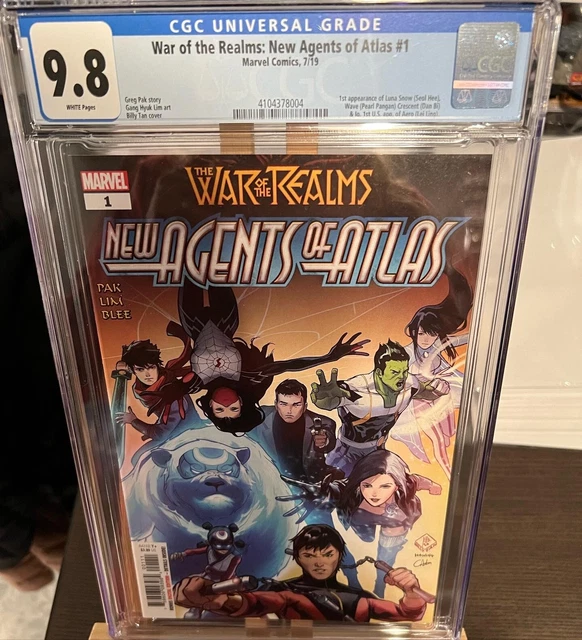 CGC UNIVERSAL GRADE
9.8
WHITE Pages
War of the Realms: New Agents of Atlas #1
Marvel Comics, 7/19
Greg Pak story
Gang Hyuk Lim art
Billy Tan cover
4104378004
1st appearance of Luna Snow (Seol Hee),
Wave (Pearl Pangan) Crescent (Dan Bi)
& Io. 1st U.S. app. of Aero (Lei Ling).
CGC
MARVEL
1
THE WAR OF THE REALMS
NEW AGENTS OF ATLAS
PAK
LIM
BLEE